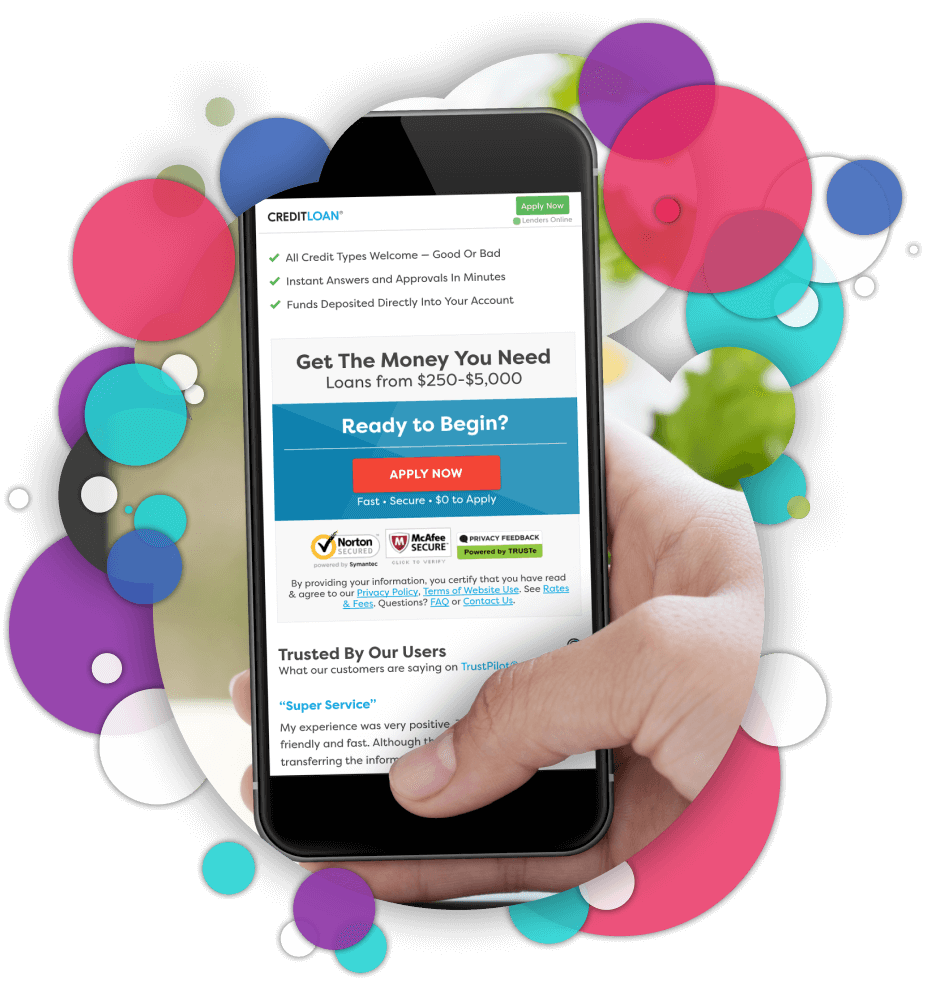 CREDITLOAN®
Apply Now
Lenders Online
All Credit Types Welcome — Good Or Bad
Instant Answers and Approvals In Minutes
Funds Deposited Directly Into Your Account
Get The Money You Need
Loans from $250-$5,000
Ready to Begin?
APPLY NOW
Fast • Secure • $0 to Apply
Norton
SECURED
powered by Symantec
McAfee
SECURE™
CLICK TO VERIFY
PRIVACY FEEDBACK
Powered by TRUSTe
By providing your information, you certify that you have read
& agree to our Privacy Policy, Terms of Website Use. See Rates
& Fees. Questions? FAQ or Contact Us.
Trusted By Our Users
What our customers are saying on TrustPilot
“Super Service”
My experience was very positive.
friendly and fast. Although
transferring the